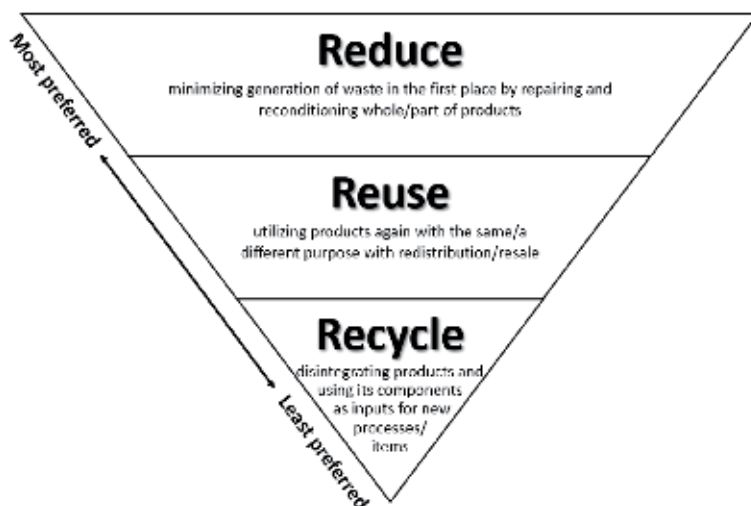 Reduce
minimizing generation of waste in the first place by repairing and
reconditioning whole/part of products
Most preferred
Reuse
utilizing products again with the same/a
different purpose with redistribution/resale
Recycle
disintegrating products and
using its components
as inputs for new
processes/
items
Least preferred